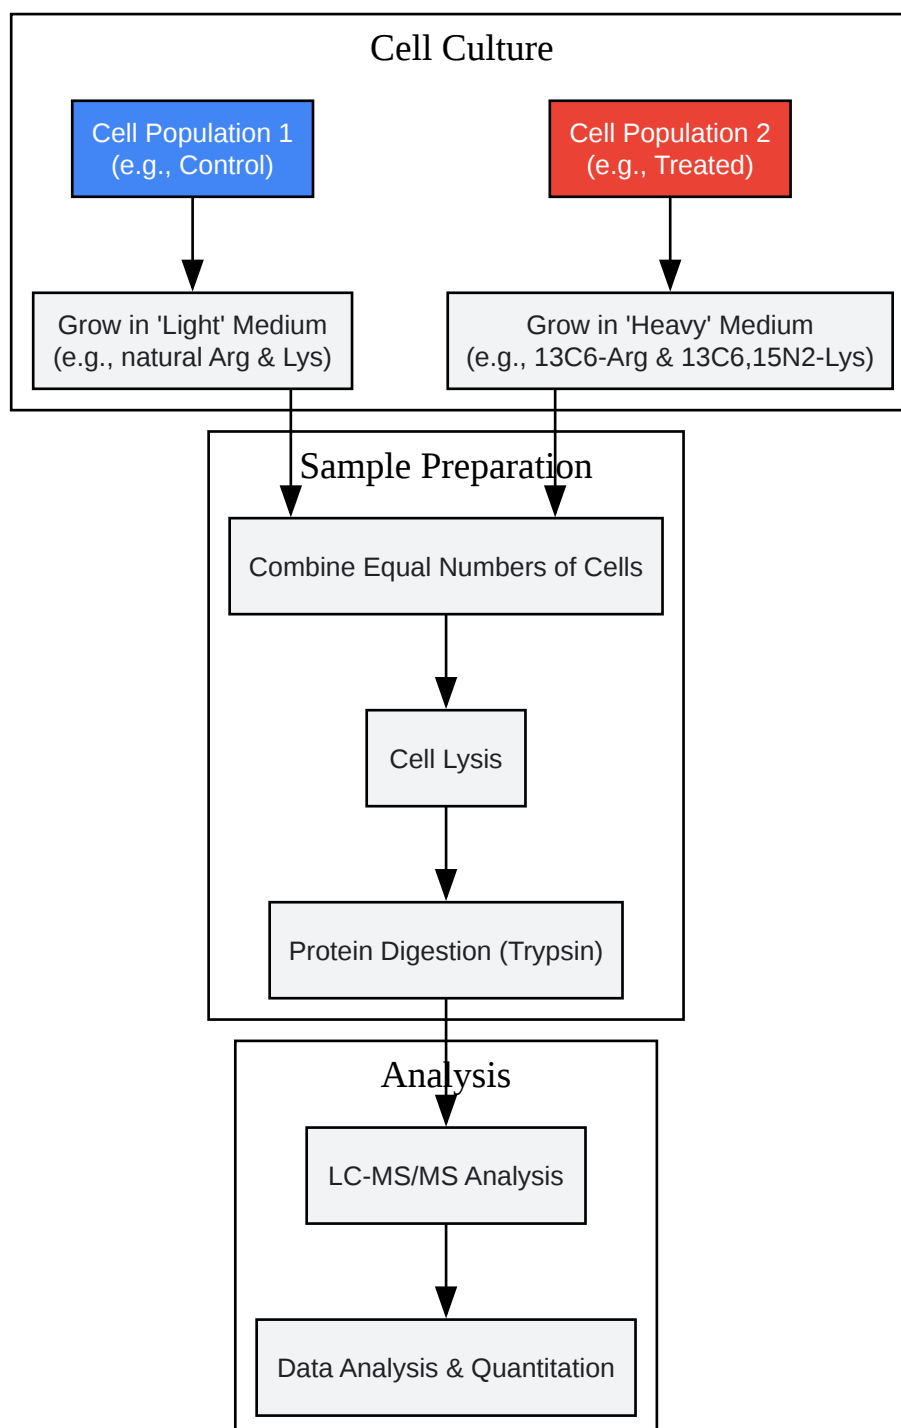 Cell Culture
Cell Population 1
(e.g., Control)
Cell Population 2
(e.g., Treated)
Grow in 'Light' Medium
(e.g., natural Arg & Lys)
Grow in 'Heavy' Medium
(e.g., 13C6-Arg & 13C6,15N2-Lys)
Sample Preparation
Combine Equal Numbers of Cells
Cell Lysis
Protein Digestion (Trypsin)
Analysis
LC-MS/MS Analysis
Data Analysis & Quantitation